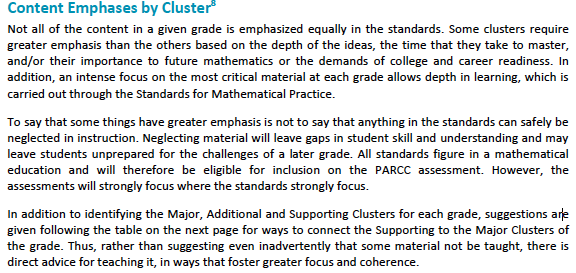 Content Emphases by Cluster8
Not all of the content in a given grade is emphasized equally in the standards. Some clusters require
greater emphasis than the others based on the depth of the ideas, the time that they take to master,
and/or their importance to future mathematics or the demands of college and career readiness. In
addition, an intense focus on the most critical material at each grade allows depth in learning, which is
carried out through the Standards for Mathematical Practice.
To say that some things have greater emphasis is not to say that anything in the standards can safely be
neglected in instruction. Neglecting material will leave gaps in student skill and understanding and may
leave students unprepared for the challenges of a later grade. All standards figure in a mathematical
education and will therefore be eligible for inclusion on the PARCC assessment. However, the
assessments will strongly focus where the standards strongly focus.
In addition to identifying the Major, Additional and Supporting Clusters for each grade, suggestions are
given following the table on the next page for ways to connect the Supporting to the Major Clusters of
the grade. Thus, rather than suggesting even inadvertently that some material not be taught, there is
direct advice for teaching it, in ways that foster greater focus and coherence.